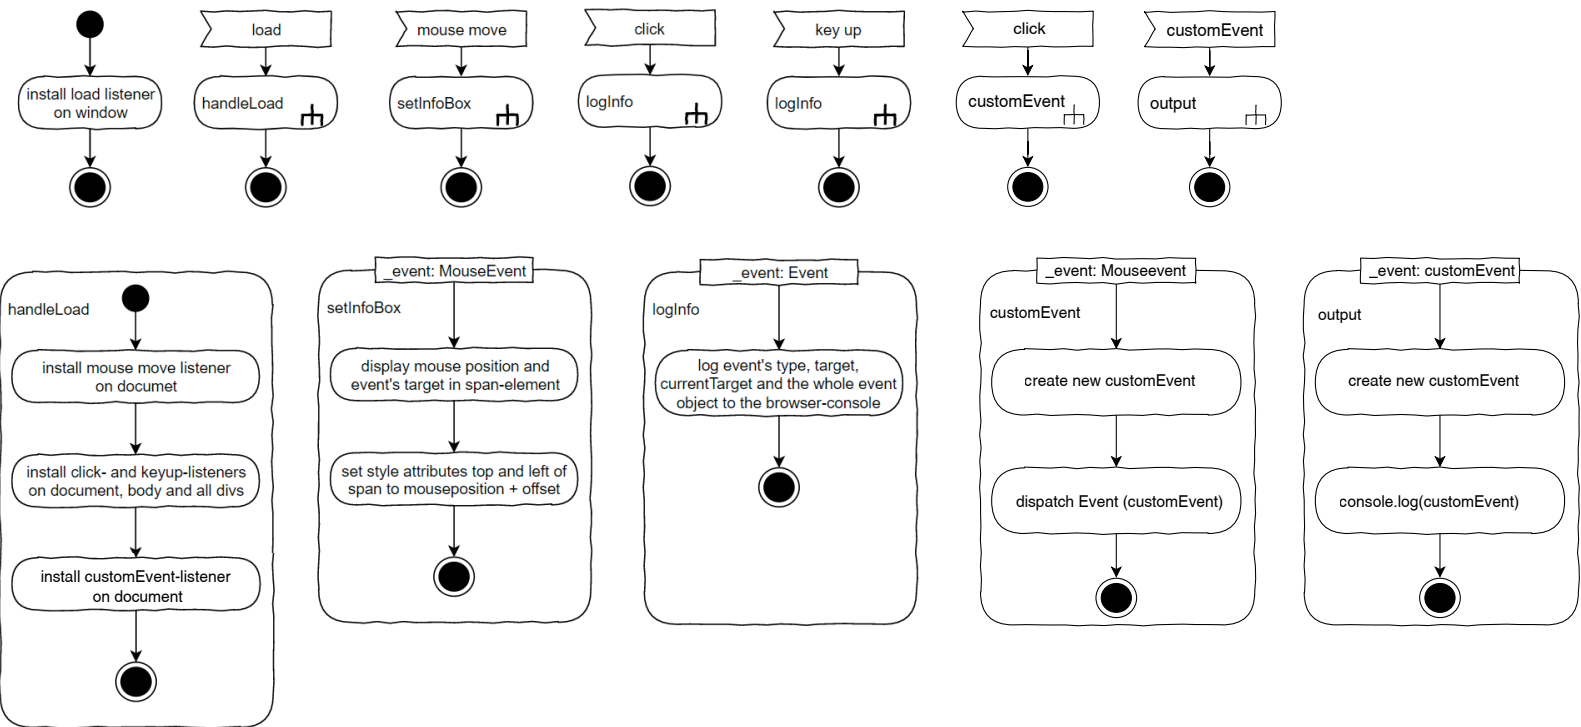 load
mouse move
click
key up
click
customEvent
install load listener
on window
handleLoad
setInfoBox
logInfo
logInfo
customEvent
output
_event: MouseEvent
_event: Event
_event: Mouseevent
_event: customEvent
handleLoad
install mouse move listener
on documet
install click- and keyup-listeners
on document, body and all divs
install customEvent-listener
on document
setInfoBox
display mouse position and
event's target in span-element
set style attributes top and left of
span to mouseposition + offset
logInfo
log event's type, target,
currentTarget and the whole event
object to the browser-console
customEvent
create new customEvent
dispatch Event (customEvent)
output
create new customEvent
console.log(customEvent)